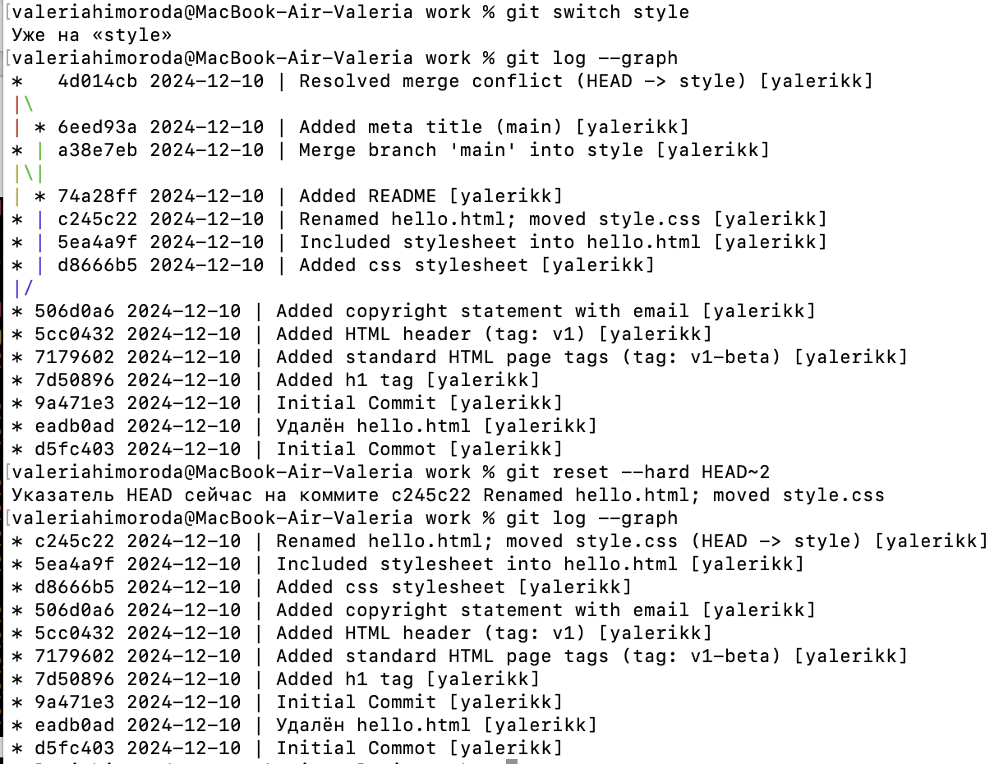 [valeriahimoroda@MacBook-Air-Valeria work % git switch style
Уже на «style»
[valeriahimoroda@MacBook-Air-Valeria work % git log --graph
*   4d014cb 2024-12-10 | Resolved merge conflict (HEAD -> style) [yalerikk]
|\
| * 6eed93a 2024-12-10 | Added meta title (main) [yalerikk]
* | a38e7eb 2024-12-10 | Merge branch 'main' into style [yalerikk]
|\|
| * 74a28ff 2024-12-10 | Added README [yalerikk]
* | c245c22 2024-12-10 | Renamed hello.html; moved style.css [yalerikk]
* | 5ea4a9f 2024-12-10 | Included stylesheet into hello.html [yalerikk]
* | d8666b5 2024-12-10 | Added css stylesheet [yalerikk]
|/
* 506d0a6 2024-12-10 | Added copyright statement with email [yalerikk]
* 5cc0432 2024-12-10 | Added HTML header (tag: v1) [yalerikk]
* 7179602 2024-12-10 | Added standard HTML page tags (tag: v1-beta) [yalerikk]
* 7d50896 2024-12-10 | Added h1 tag [yalerikk]
* 9a471e3 2024-12-10 | Initial Commit [yalerikk]
* eadb0ad 2024-12-10 | Удалён hello.html [yalerikk]
* d5fc403 2024-12-10 | Initial Commot [yalerikk]
[valeriahimoroda@MacBook-Air-Valeria work % git reset --hard HEAD~2
Указатель HEAD сейчас на коммите c245c22 Renamed hello.html; moved style.css
[valeriahimoroda@MacBook-Air-Valeria work % git log --graph
* c245c22 2024-12-10 | Renamed hello.html; moved style.css (HEAD -> style) [yalerikk]
* 5ea4a9f 2024-12-10 | Included stylesheet into hello.html [yalerikk]
* d8666b5 2024-12-10 | Added css stylesheet [yalerikk]
* 506d0a6 2024-12-10 | Added copyright statement with email [yalerikk]
* 5cc0432 2024-12-10 | Added HTML header (tag: v1) [yalerikk]
* 7179602 2024-12-10 | Added standard HTML page tags (tag: v1-beta) [yalerikk]
* 7d50896 2024-12-10 | Added h1 tag [yalerikk]
* 9a471e3 2024-12-10 | Initial Commit [yalerikk]
* eadb0ad 2024-12-10 | Удалён hello.html [yalerikk]
* d5fc403 2024-12-10 | Initial Commot [yalerikk]